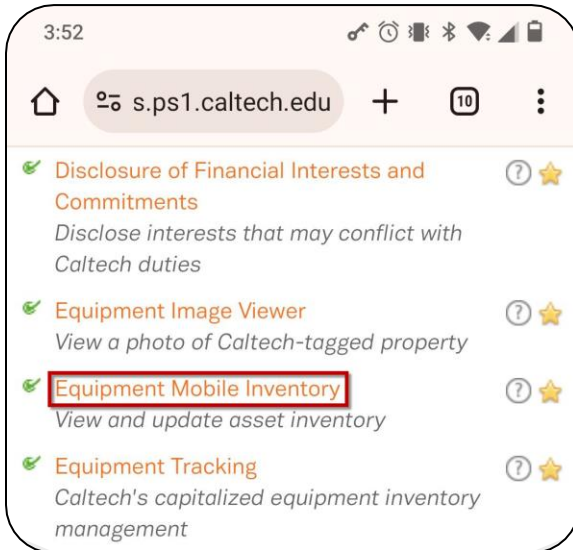 3:52
s.ps1.caltech.edu
10
Disclosure of Financial Interests and
Commitments
Disclose interests that may conflict with
Caltech duties
?
Equipment Image Viewer
View a photo of Caltech-tagged property
?
Equipment Mobile Inventory
View and update asset inventory
?
Equipment Tracking
Caltech's capitalized equipment inventory
management
?